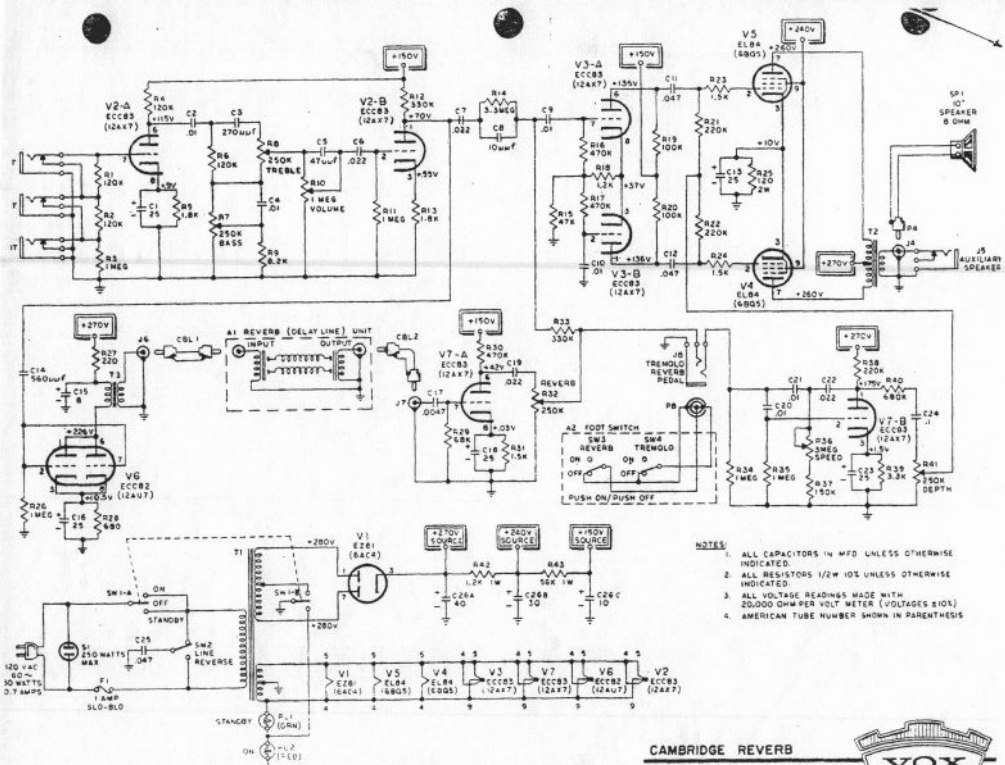 V5
EL84
(6BQ5)
+240V
+260V
+150V
V3-A
ECC83
(12AX7)
+135V
C11
.047
R23
1.5K
+150V
V2-B
ECC83
(12AX7)
R12
330K
+70V
R14
3.3MEG
C8
10µµf
C7
.022
C9
.01
V2-A
ECC83
(12AX7)
R4
120K
+115V
C2
.01
C3
270µµf
R6
120K
R8
250K
TREBLE
C5
47µµf
C6
.022
R10
1 MEG
VOLUME
C4
.01
R7
250K
BASS
R9
8.2K
R11
1 MEG
R13
1.8K
+.55V
R1
120K
R2
120K
R3
1 MEG
C1
25
R5
1.8K
+.9V
R16
470K
R18
1.2K
R17
470K
R15
47K
C10
.01
+37V
R19
100K
R20
100K
R21
220K
R22
220K
+10V
C13
25
R25
120
2W
V3-B
ECC83
(12AX7)
+136V
C12
.047
R24
1.5K
V4
EL84
(6BQ5)
+260V
+270V
T2
SP1
10"
SPEAKER
8 OHM
P4
J4
J5
AUXILIARY
SPEAKER
+270V
R27
220
J6
CBL1
T3
C15
8
C14
560µµf
+226V
V6
ECC82
(12AU7)
+10.5V
R26
1 MEG
C16
25
R28
680
A1 REVERB (DELAY LINE) UNIT
INPUT
OUTPUT
CBL2
J7
C17
.0047
R29
68K
+150V
R30
470K
V7-A
ECC83
(12AX7)
+42V
C19
.022
REVERB
R32
250K
+.03V
C18
25
R31
1.5K
R33
330K
J8
TREMOLO
REVERB
PEDAL
P8
A2 FOOT SWITCH
SW3
REVERB
SW4
TREMOLO
ON
OFF
ON
OFF
PUSH ON/PUSH OFF
R34
1 MEG
C20
.01
R35
1 MEG
C21
.01
C22
.022
R36
3MEG
SPEED
R37
150K
+270V
R38
220K
+175V
R40
680K
C24
.1
V7-B
ECC83
(12AX7)
+1.5V
C23
25
R39
3.3K
R41
250K
DEPTH
SW1-A
ON
OFF
STANDBY
S1
250 WATTS
MAX
C25
.047
SW2
LINE
REVERSE
F1
1 AMP
SLO-BLO
120 VAC
60~
0.7 AMPS
T1
+280V
+280V
V1
EZ81
(6AC4)
+270V
SOURCE
+240V
SOURCE
+150V
SOURCE
R42
1.2K 1W
R43
56K 1W
C26A
40
C26B
30
C26C
10
V1
EZ81
(6AC4)
V5
EL84
(6BQ5)
V4
EL84
(6BQ5)
V3
ECC83
(12AX7)
V7
ECC83
(12AX7)
V6
ECC82
(12AU7)
V2
ECC83
(12AX7)
STANDBY
(GRN)
ON
NOTES:
1. ALL CAPACITORS IN MFD UNLESS OTHERWISE
INDICATED.
2. ALL RESISTORS 1/2W 10% UNLESS OTHERWISE
INDICATED.
3. ALL VOLTAGE READINGS MADE WITH
20,000 OHM PER VOLT METER (VOLTAGES ±10%)
4. AMERICAN TUBE NUMBER SHOWN IN PARENTHESIS
CAMBRIDGE REVERB
VOX